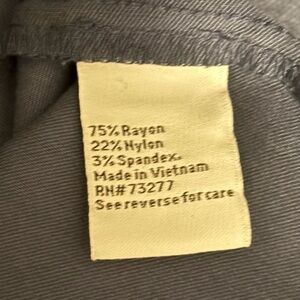 75% Rayon
22% Nylon
3% Spandex.
Made in Vietnam
RN# 73277
See reverse for care